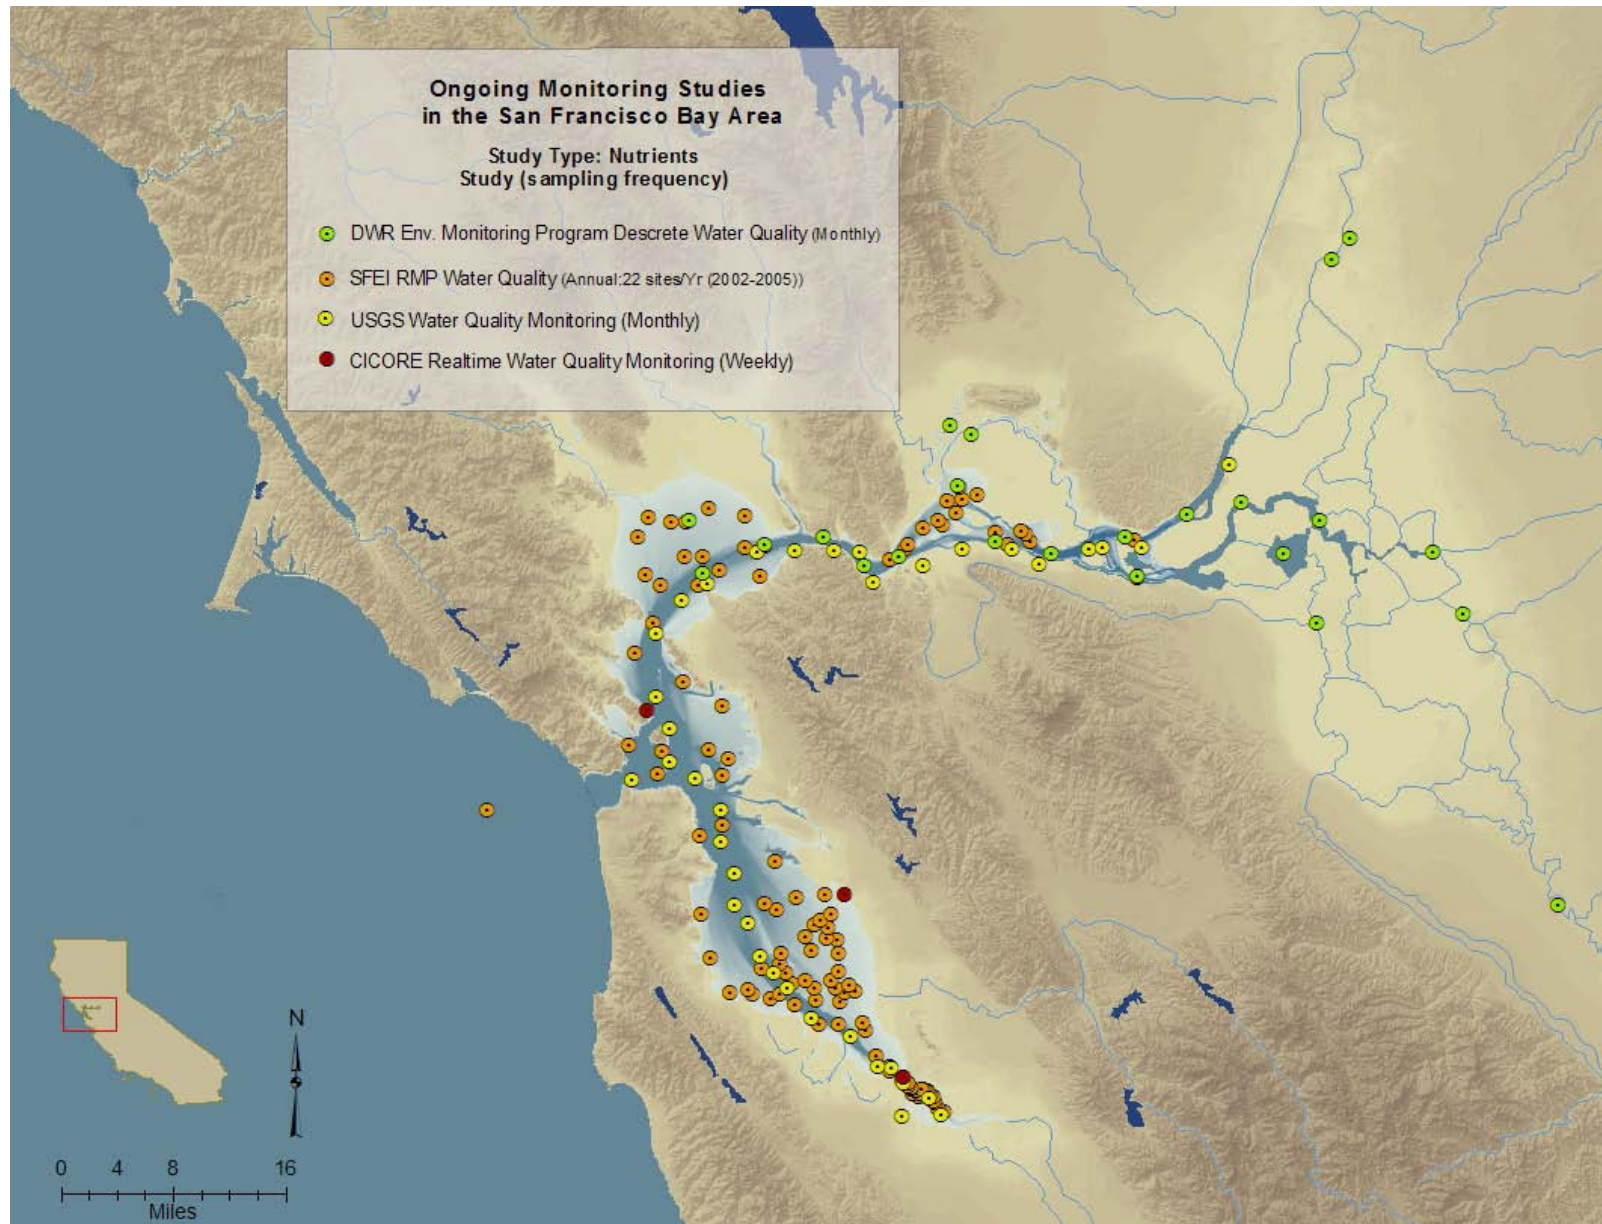 Ongoing Monitoring Studies
in the San Francisco Bay Area
Study Type: Nutrients
Study (sampling frequency)
DWR Env. Monitoring Program Descrete Water Quality (Monthly)
SFEI RMP Water Quality (Annual:22 sites/Yr (2002-2005))
USGS Water Quality Monitoring (Monthly)
CICORE Realtime Water Quality Monitoring (Weekly)
N
0 4 8 16
Miles